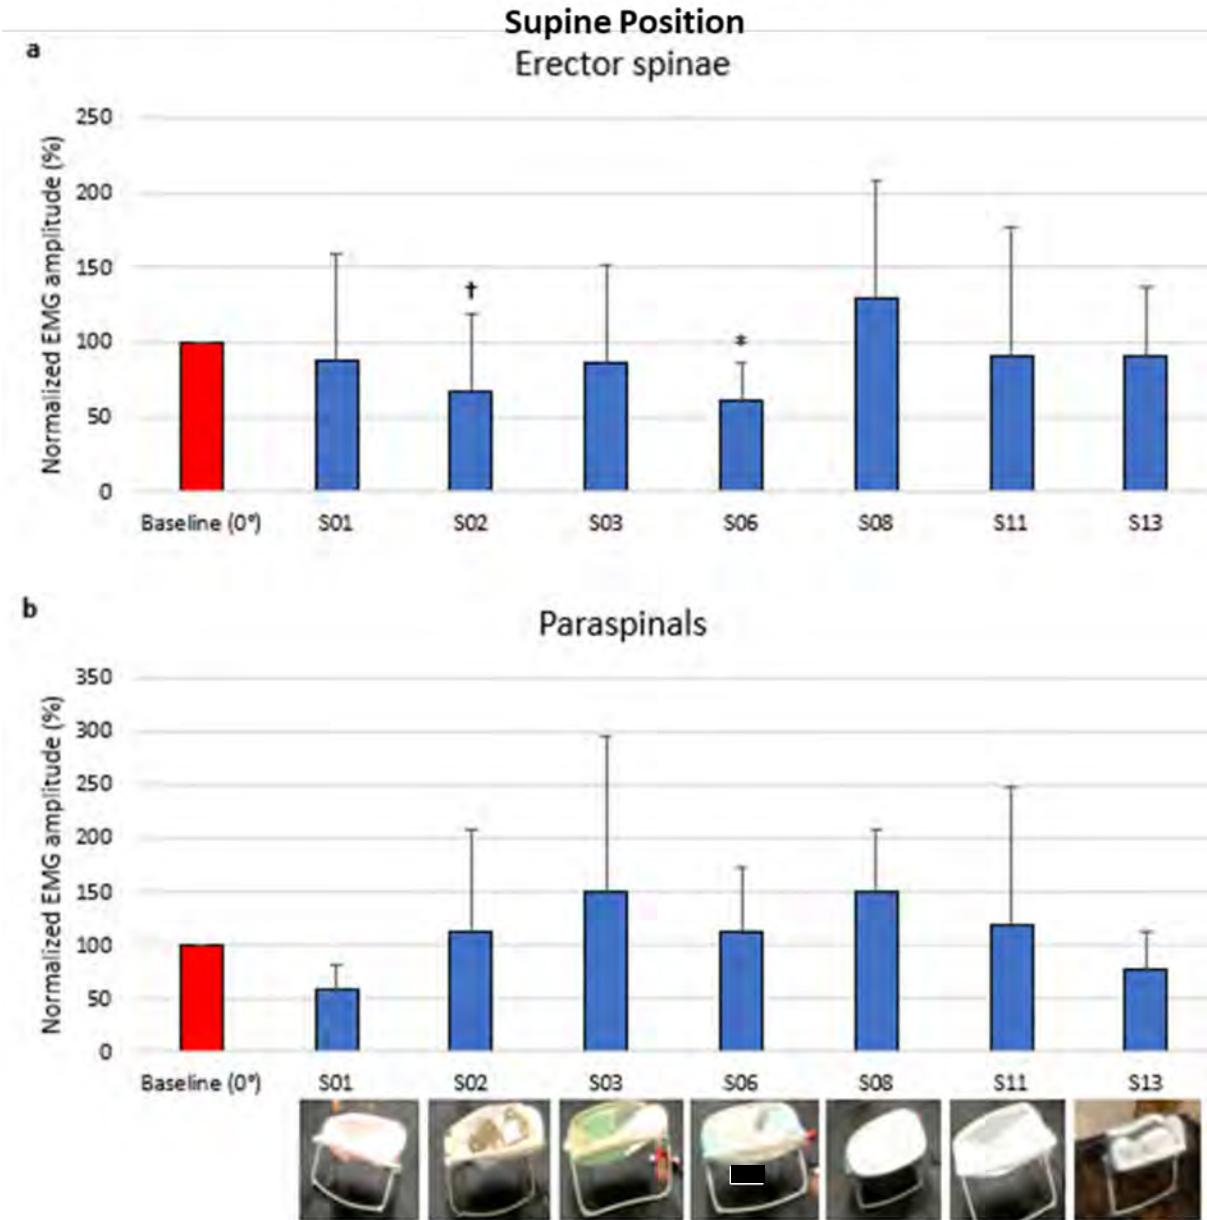 Supine Position
a
Erector spinae
Normalized EMG amplitude (%)
250
200
150
100
50
0
†
*
Baseline (0°) S01 S02 S03 S06 S08 S11 S13
b
Paraspinals
Normalized EMG amplitude (%)
350
300
250
200
150
100
50
0
Baseline (0°) S01 S02 S03 S06 S08 S11 S13